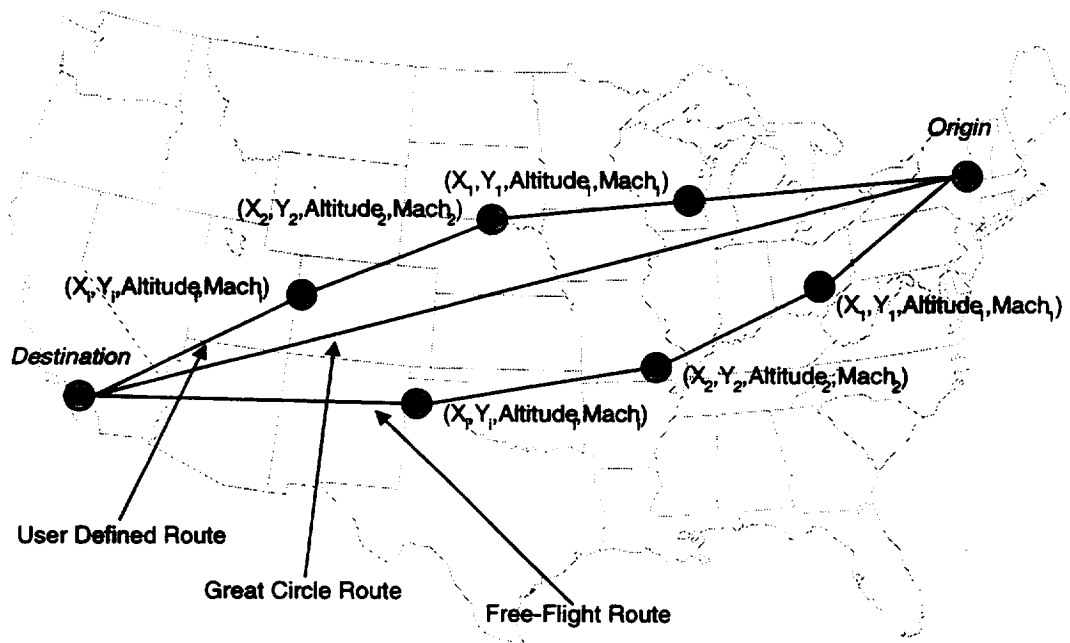 Origin
(X₁,Y₁,Altitude₁,Mach₁)
(X₂,Y₂,Altitude₂,Mach₂)
(Xᵢ,Yᵢ,Altitudeᵢ,Machᵢ)
(X₁,Y₁,Altitude₁,Mach₁)
Destination
(X₂,Y₂,Altitude₂,Mach₂)
(Xᵢ,Yᵢ,Altitudeᵢ,Machᵢ)
User Defined Route
Great Circle Route
Free-Flight Route